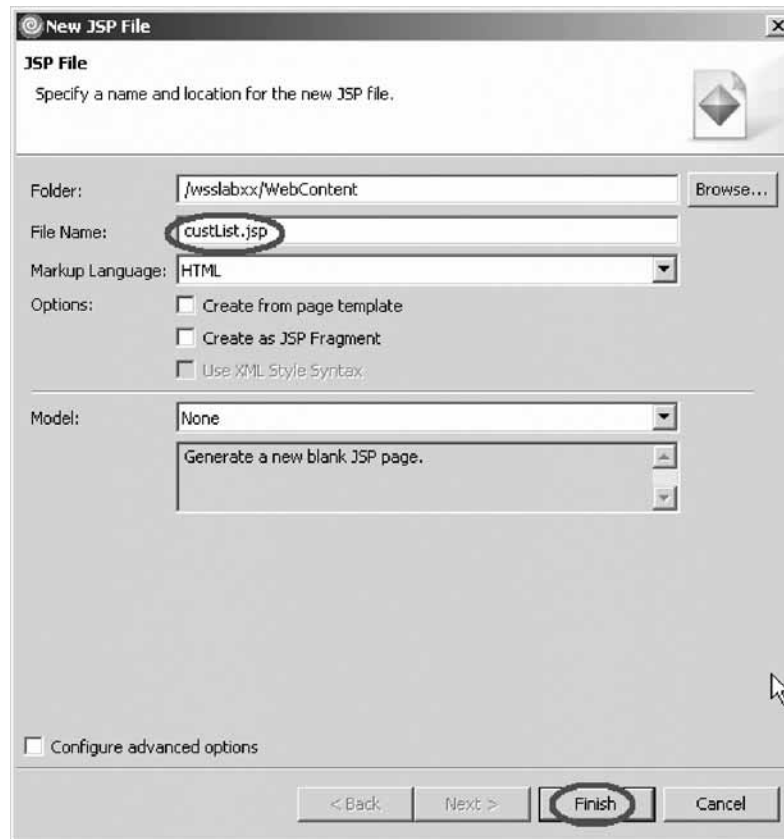 New JSP File
JSP File
Specify a name and location for the new JSP file.
Folder: /wsslabxx/WebContent Browse...
File Name: custList.jsp
Markup Language: HTML
Options: Create from page template
Create as JSP Fragment
Use XML Style Syntax
Model: None
Generate a new blank JSP page.
Configure advanced options
< Back Next > Finish Cancel